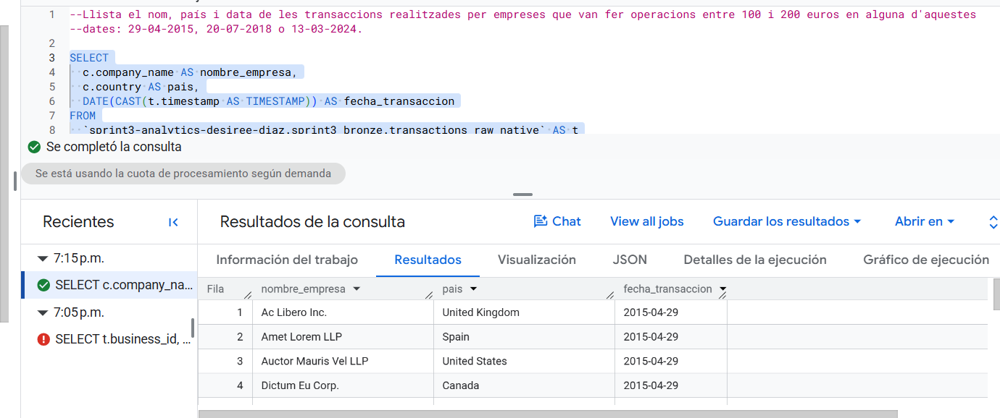 1 --Llista el nom, país i data de les transaccions realitzades per empreses que van fer operacions entre 100 i 200 euros en alguna d'aquestes
--dates: 29-04-2015, 20-07-2018 o 13-03-2024.
2
3 SELECT
4 c.company_name AS nombre_empresa,
5 c.country AS pais,
6 DATE(CAST(t.timestamp AS TIMESTAMP)) AS fecha_transaccion
7 FROM
8 `sprint3-analytics-desiree-diaz.sprint3_bronze.transactions_raw_native` AS t
Se completó la consulta
Se está usando la cuota de procesamiento según demanda
Recientes
7:15 p.m.
SELECT c.company_na...
7:05 p.m.
SELECT t.business_id, ...
Resultados de la consulta
Chat
View all jobs
Guardar los resultados
Abrir en
Información del trabajo Resultados Visualización JSON Detalles de la ejecución Gráfico de ejecución
Fila nombre_empresa pais fecha_transaccion
1 Ac Libero Inc. United Kingdom 2015-04-29
2 Amet Lorem LLP Spain 2015-04-29
3 Auctor Mauris Vel LLP United States 2015-04-29
4 Dictum Eu Corp. Canada 2015-04-29